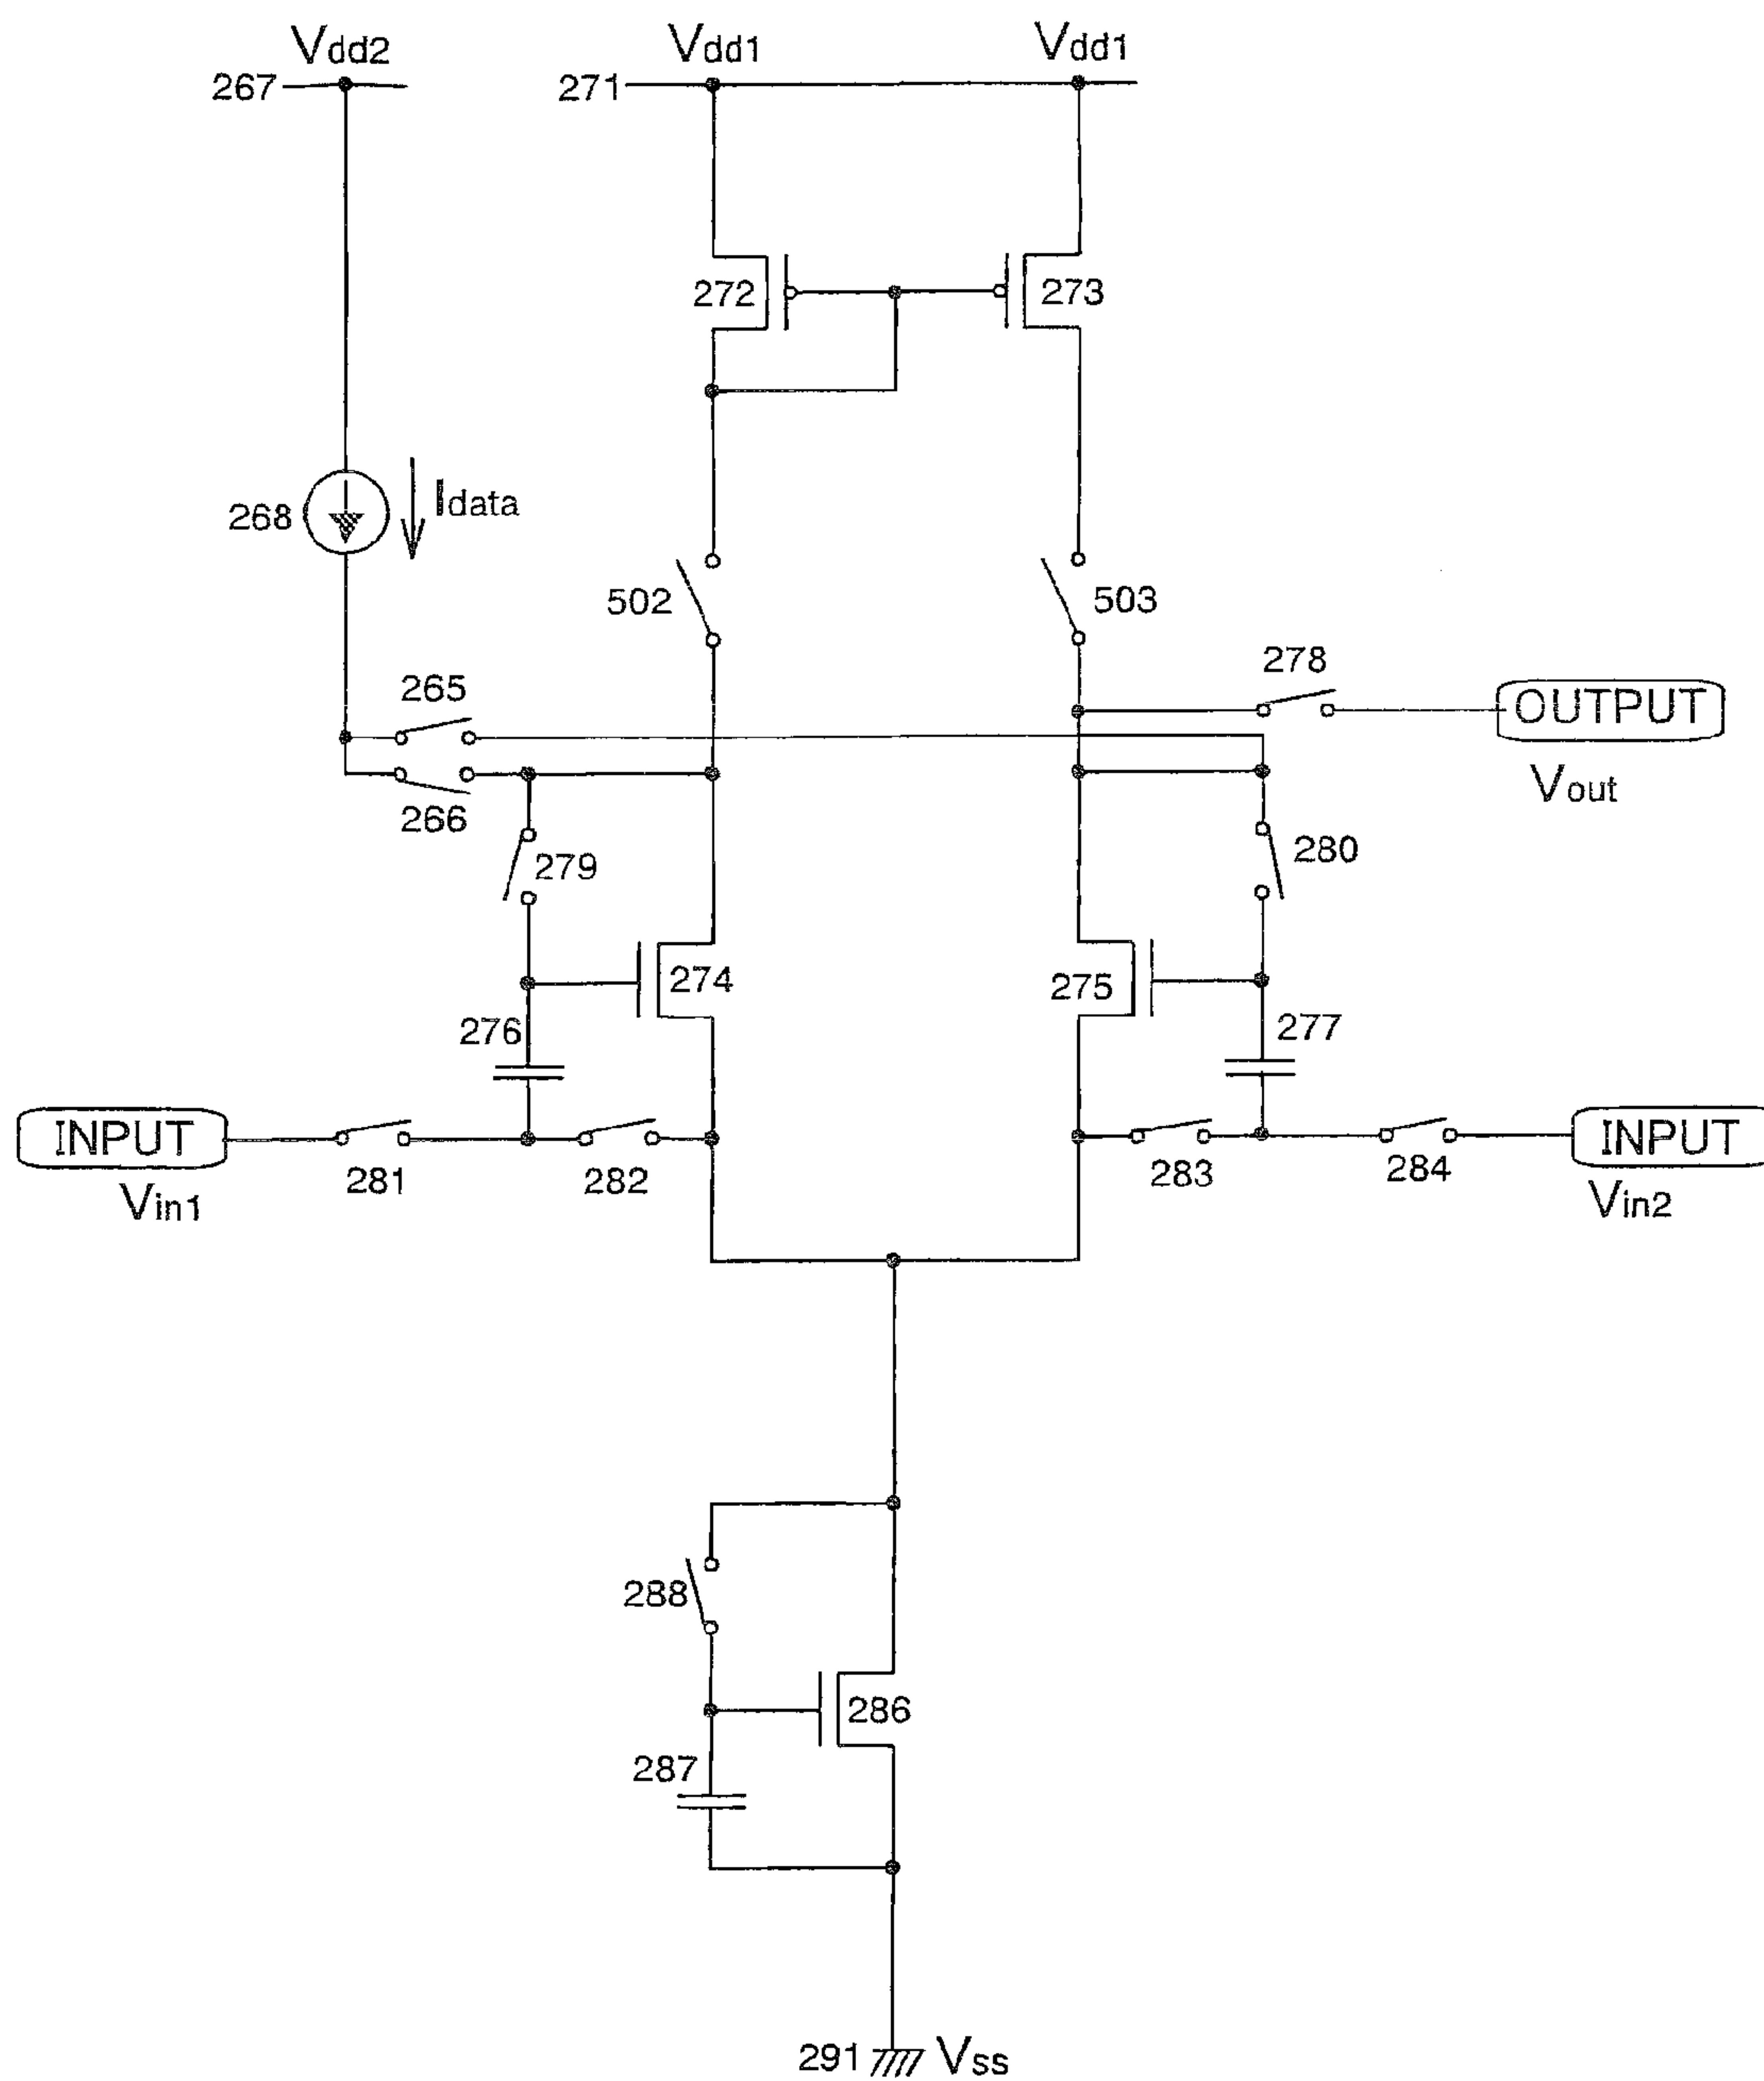 Vdd2
Vdd1
Vdd1
267
271
272
273
268
Idata
502
503
278
OUTPUT
Vout
265
266
279
280
274
275
276
277
INPUT
Vin1
281
282
283
284
INPUT
Vin2
288
286
287
291
Vss